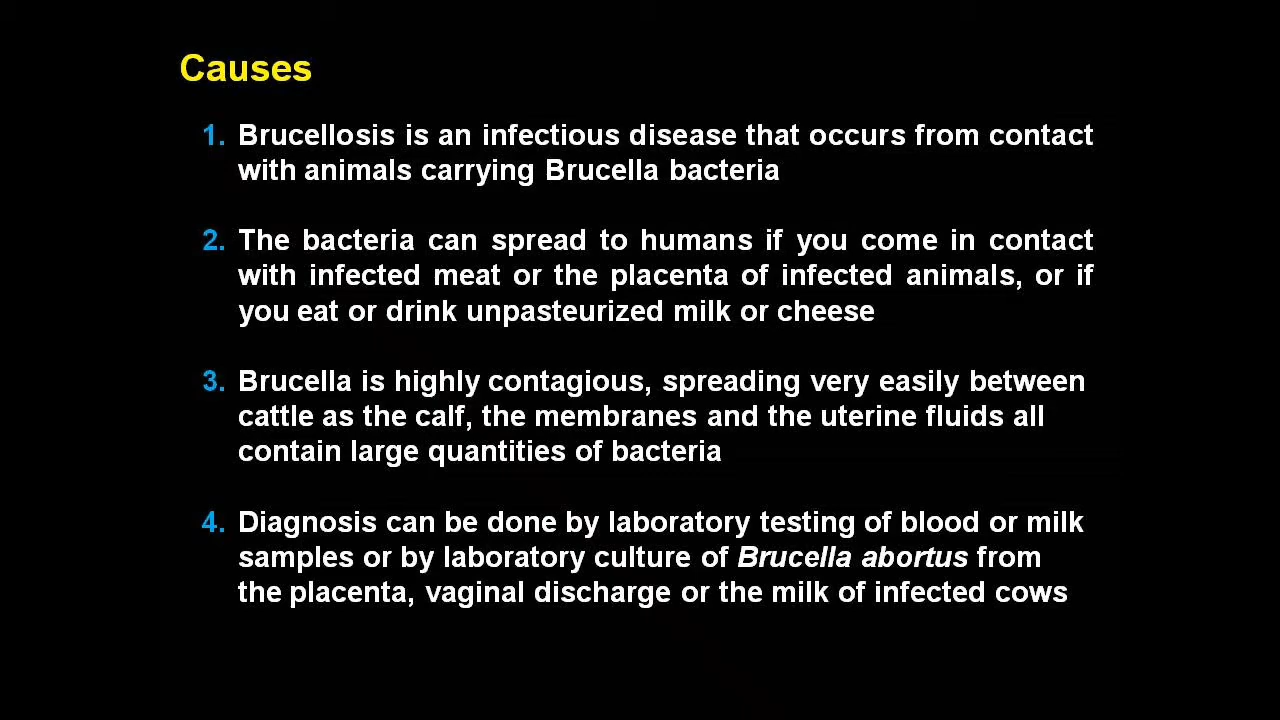 Causes
1. Brucellosis is an infectious disease that occurs from contact
with animals carrying Brucella bacteria
2. The bacteria can spread to humans if you come in contact
with infected meat or the placenta of infected animals, or if
you eat or drink unpasteurized milk or cheese
3. Brucella is highly contagious, spreading very easily between
cattle as the calf, the membranes and the uterine fluids all
contain large quantities of bacteria
4. Diagnosis can be done by laboratory testing of blood or milk
samples or by laboratory culture of Brucella abortus from
the placenta, vaginal discharge or the milk of infected cows